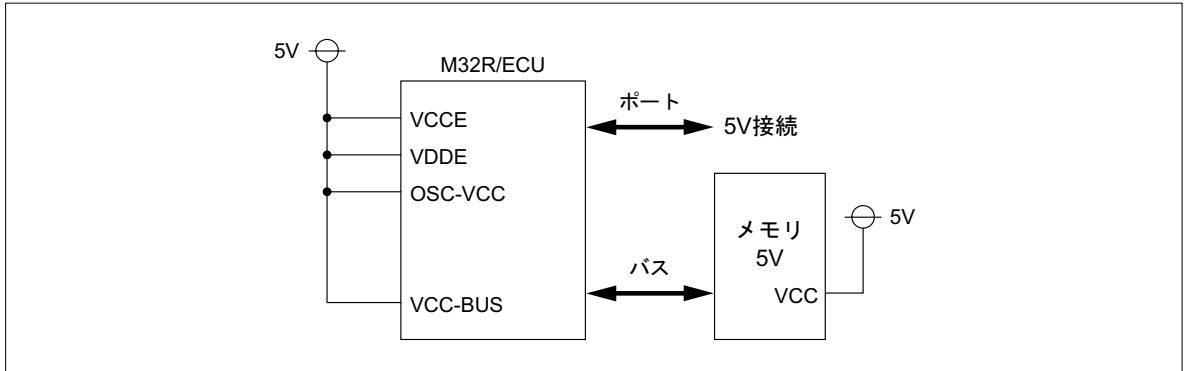 5V
M32R/ECU
VCCE
VDDE
OSC-VCC
VCC-BUS
ポート
5V接続
バス
メモリ
5V
VCC
5V